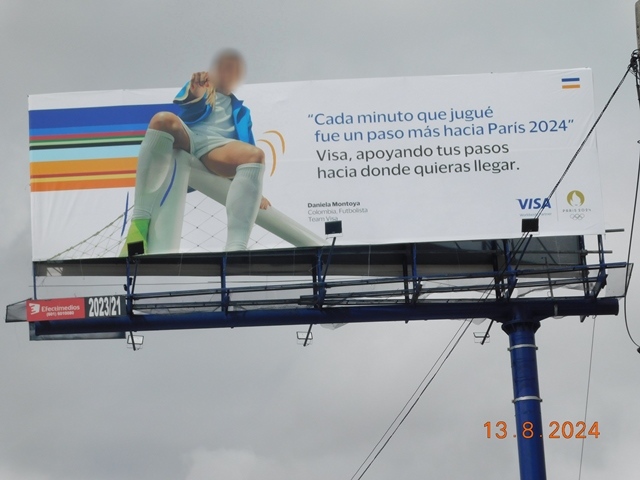 "Cada minuto que jugué
fue un paso más hacia París 2024"
Visa, apoyando tus pasos
hacia donde quieras llegar.
Daniela Montoya
Colombia, Futbolista
Team Visa
VISA
PARIS 2024
Efectimedios
2023/21
13.8.2024